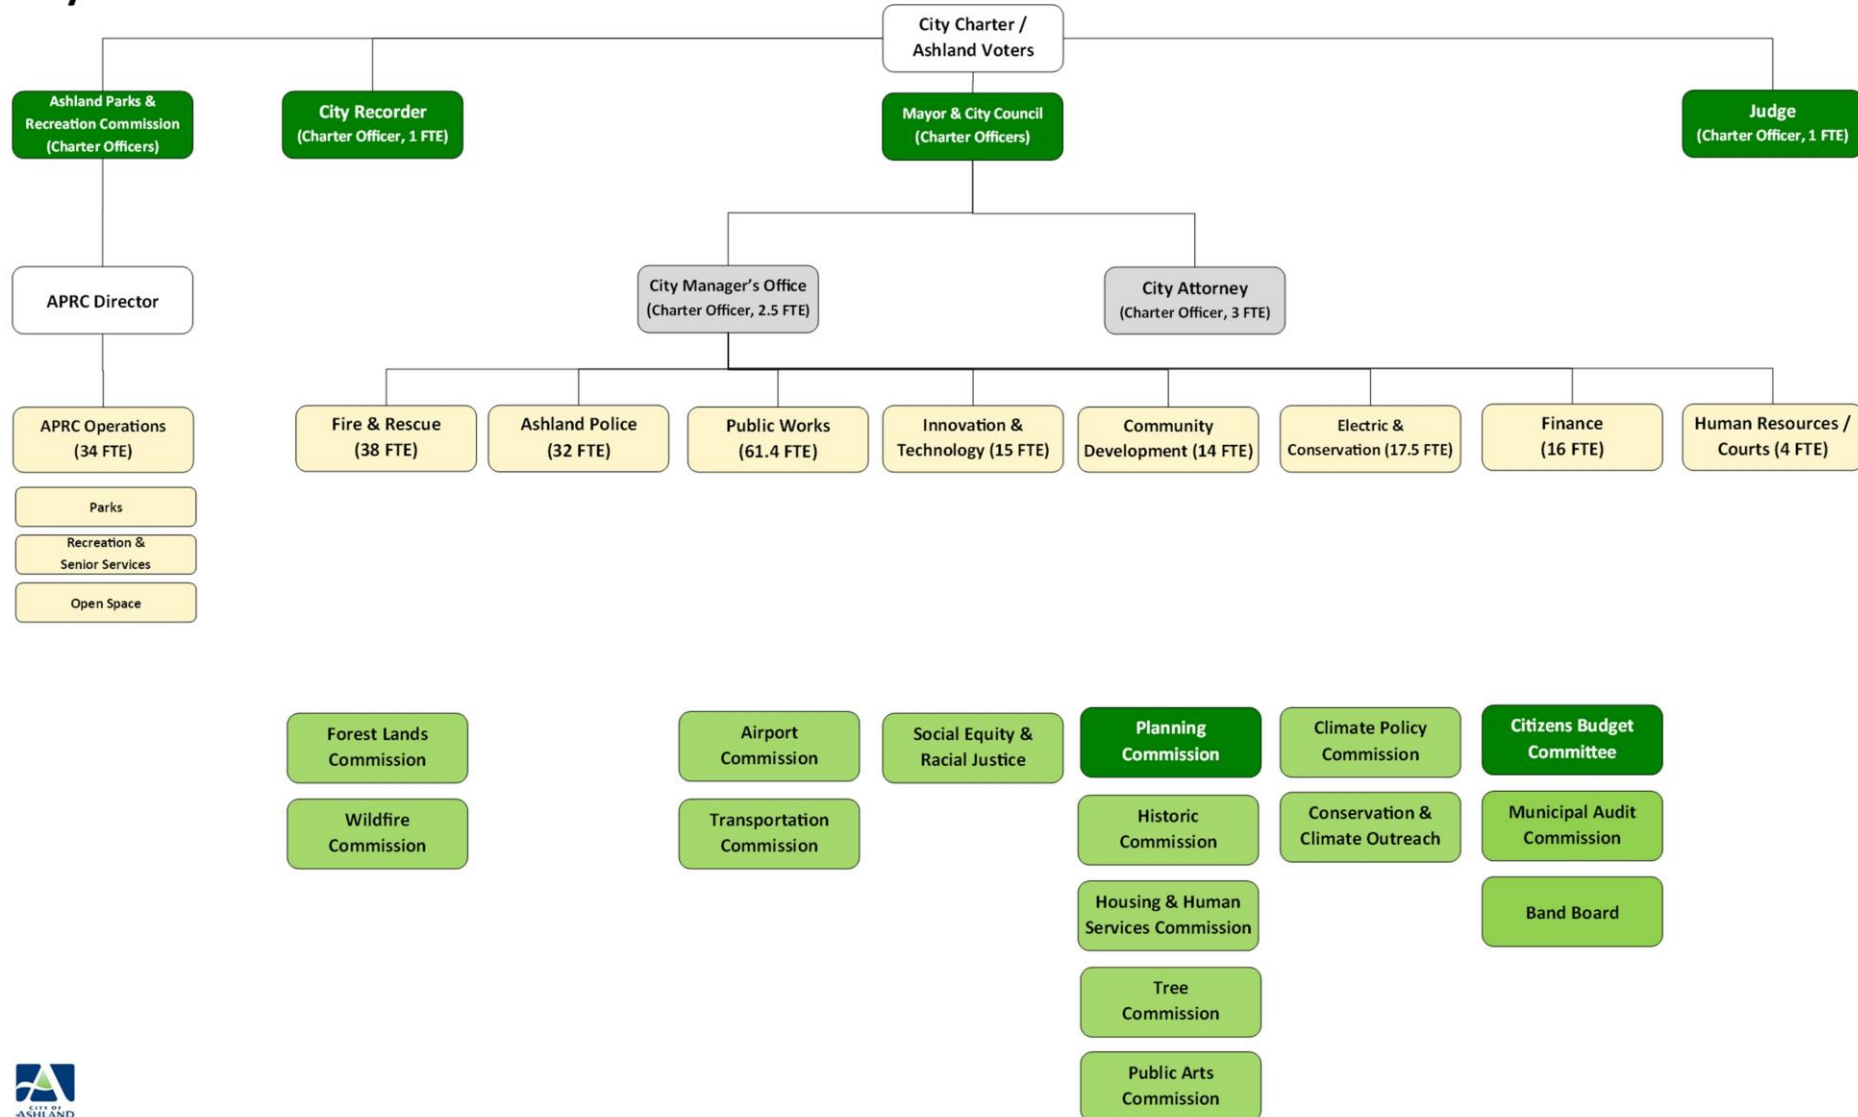 City Charter /
Ashland Voters
Ashland Parks &
Recreation Commission
(Charter Officers)
City Recorder
(Charter Officer, 1 FTE)
Mayor & City Council
(Charter Officers)
Judge
(Charter Officer, 1 FTE)
APRC Director
City Manager’s Office
(Charter Officer, 2.5 FTE)
City Attorney
(Charter Officer, 3 FTE)
APRC Operations
(34 FTE)
Fire & Rescue
(38 FTE)
Ashland Police
(32 FTE)
Public Works
(61.4 FTE)
Innovation &
Technology (15 FTE)
Community
Development (14 FTE)
Electric &
Conservation (17.5 FTE)
Finance
(16 FTE)
Human Resources /
Courts (4 FTE)
Parks
Recreation &
Senior Services
Open Space
Forest Lands
Commission
Airport
Commission
Social Equity &
Racial Justice
Planning
Commission
Climate Policy
Commission
Citizens Budget
Committee
Wildfire
Commission
Transportation
Commission
Historic
Commission
Conservation &
Climate Outreach
Municipal Audit
Commission
Housing & Human
Services Commission
Band Board
Tree
Commission
Public Arts
Commission
CITY OF
ASHLAND